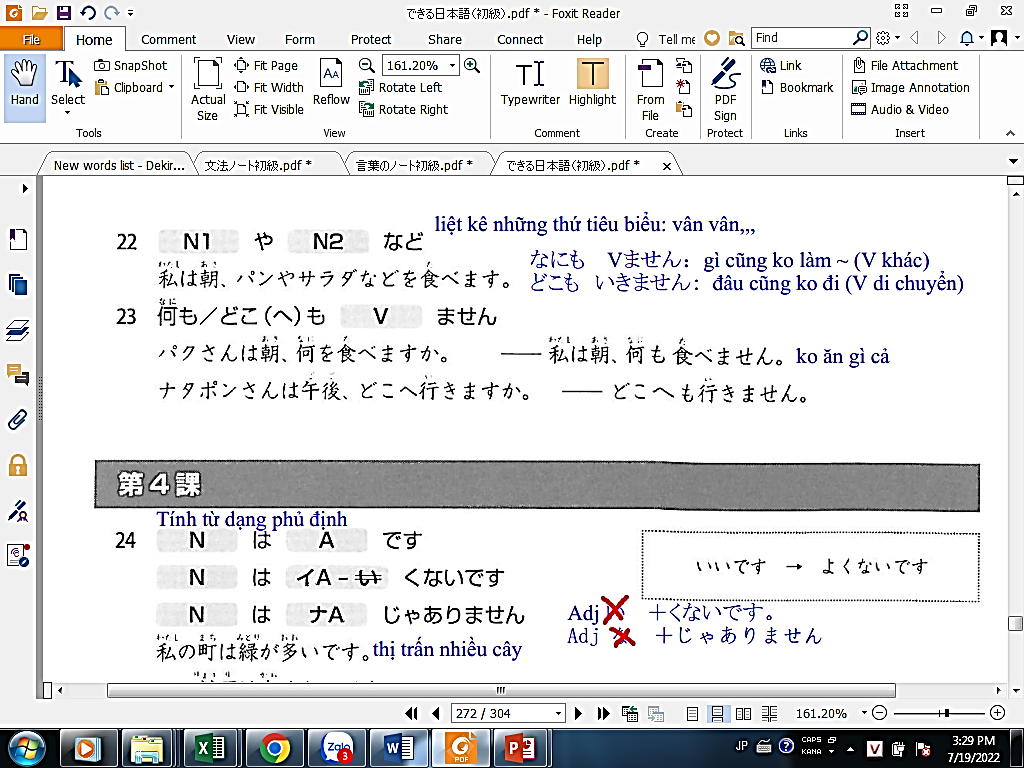 できる日本語(初級).pdf * - Foxit Reader
File Home Comment View Form Protect Share Connect Help Tell me Find
Hand Select SnapShot Clipboard
Tools
Actual Size Fit Page Fit Width Fit Visible Reflow 161.20% Rotate Left Rotate Right
View
Typewriter Highlight
Comment
From File
Create
PDF Sign
Protect
Link Bookmark
Links
File Attachment Image Annotation Audio & Video
Insert
New words list - Dekir... 文法ノート初級.pdf * 言葉のノート初級.pdf * できる日本語(初級).pdf *
liệt kê những thứ tiêu biểu: vân vân,,,
22 N1 や N2 など
私は朝、パンやサラダなどを食べます。
なにも Vません: gì cũng ko làm ~ (V khác)
どこも いきません: đâu cũng ko đi (V di chuyển)
23 何も/どこ(へ)も V ません
パクさんは朝、何を食べますか。 ── 私は朝、何も食べません。 ko ăn gì cả
ナタポンさんは午後、どこへ行きますか。 ── どこへも行きません。
第4課
Tính từ dạng phủ định
24 N は A です
N は イA-い くないです
N は ナA じゃありません
いいです → よくないです
Adj い +くないです。
Adj な +じゃありません
私の町は緑が多いです。thị trấn nhiều cây
272 / 304 161.20%
Zalo 3 PDF JP CAPS KANA 3:29 PM
7/19/2022